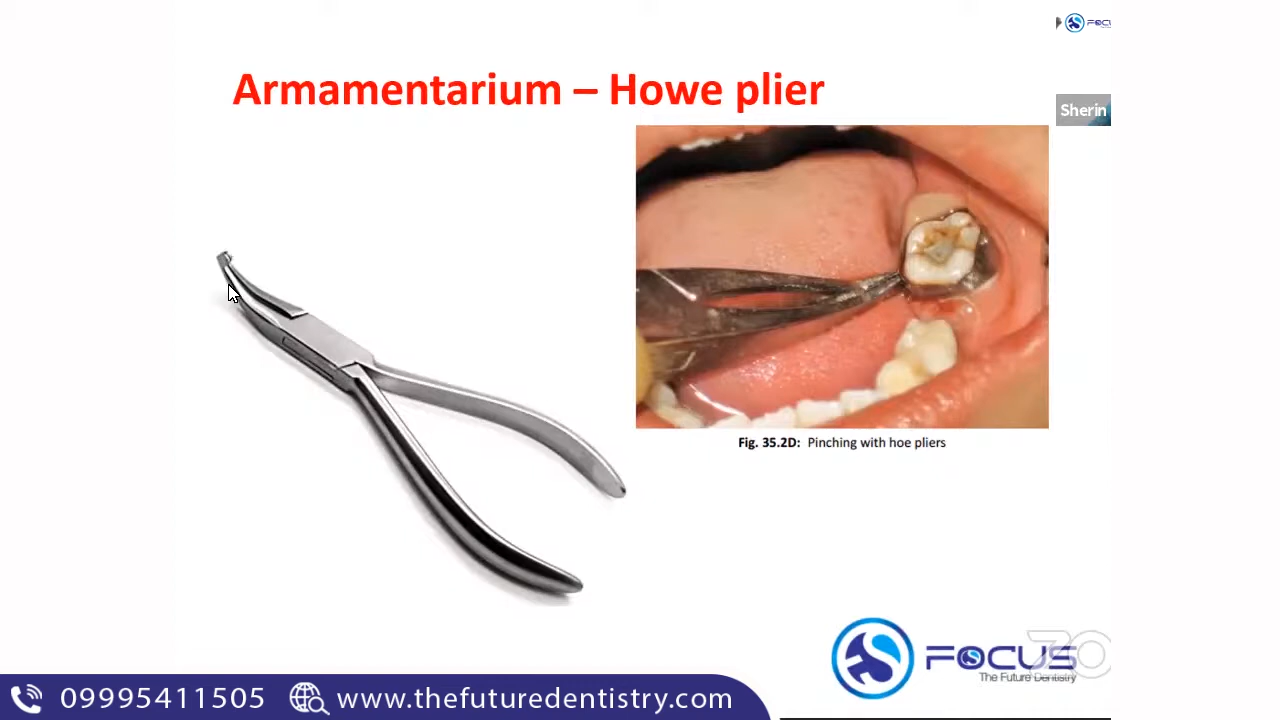 FOCU
Armamentarium – Howe plier
Sherin
Fig. 35.2D: Pinching with hoe pliers
FOCUS
The Future Dentistry
09995411505
www.thefuturedentistry.com